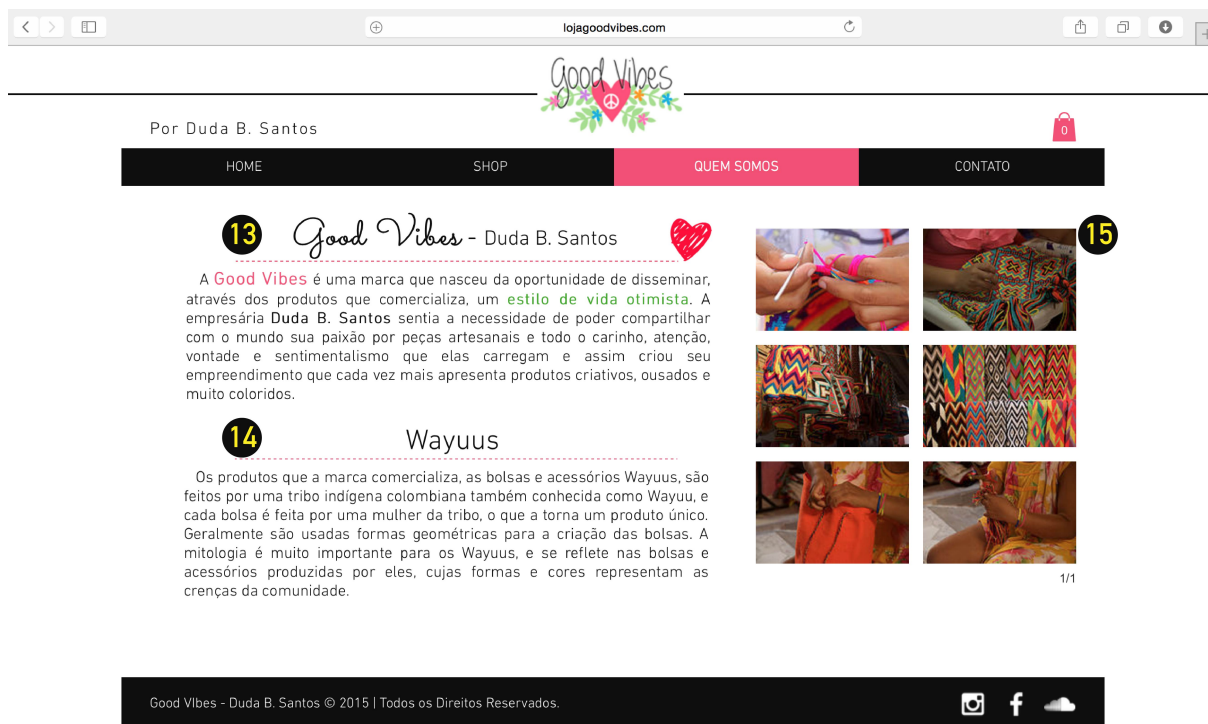 lojagoodvibes.com
Good Vibes
Por Duda B. Santos
0
HOME
SHOP
QUEM SOMOS
CONTATO
13
Good Vibes - Duda B. Santos
A Good Vibes é uma marca que nasceu da oportunidade de disseminar,
através dos produtos que comercializa, um estilo de vida otimista. A
empresária Duda B. Santos sentia a necessidade de poder compartilhar
com o mundo sua paixão por peças artesanais e todo o carinho, atenção,
vontade e sentimentalismo que elas carregam e assim criou seu
empreendimento que cada vez mais apresenta produtos criativos, ousados e
muito coloridos.
14
Wayuus
Os produtos que a marca comercializa, as bolsas e acessórios Wayuus, são
feitos por uma tribo indígena colombiana também conhecida como Wayuu, e
cada bolsa é feita por uma mulher da tribo, o que a torna um produto único.
Geralmente são usadas formas geométricas para a criação das bolsas. A
mitologia é muito importante para os Wayuus, e se reflete nas bolsas e
acessórios produzidas por eles, cujas formas e cores representam as
crenças da comunidade.
15
1/1
Good VIbes - Duda B. Santos © 2015 | Todos os Direitos Reservados.